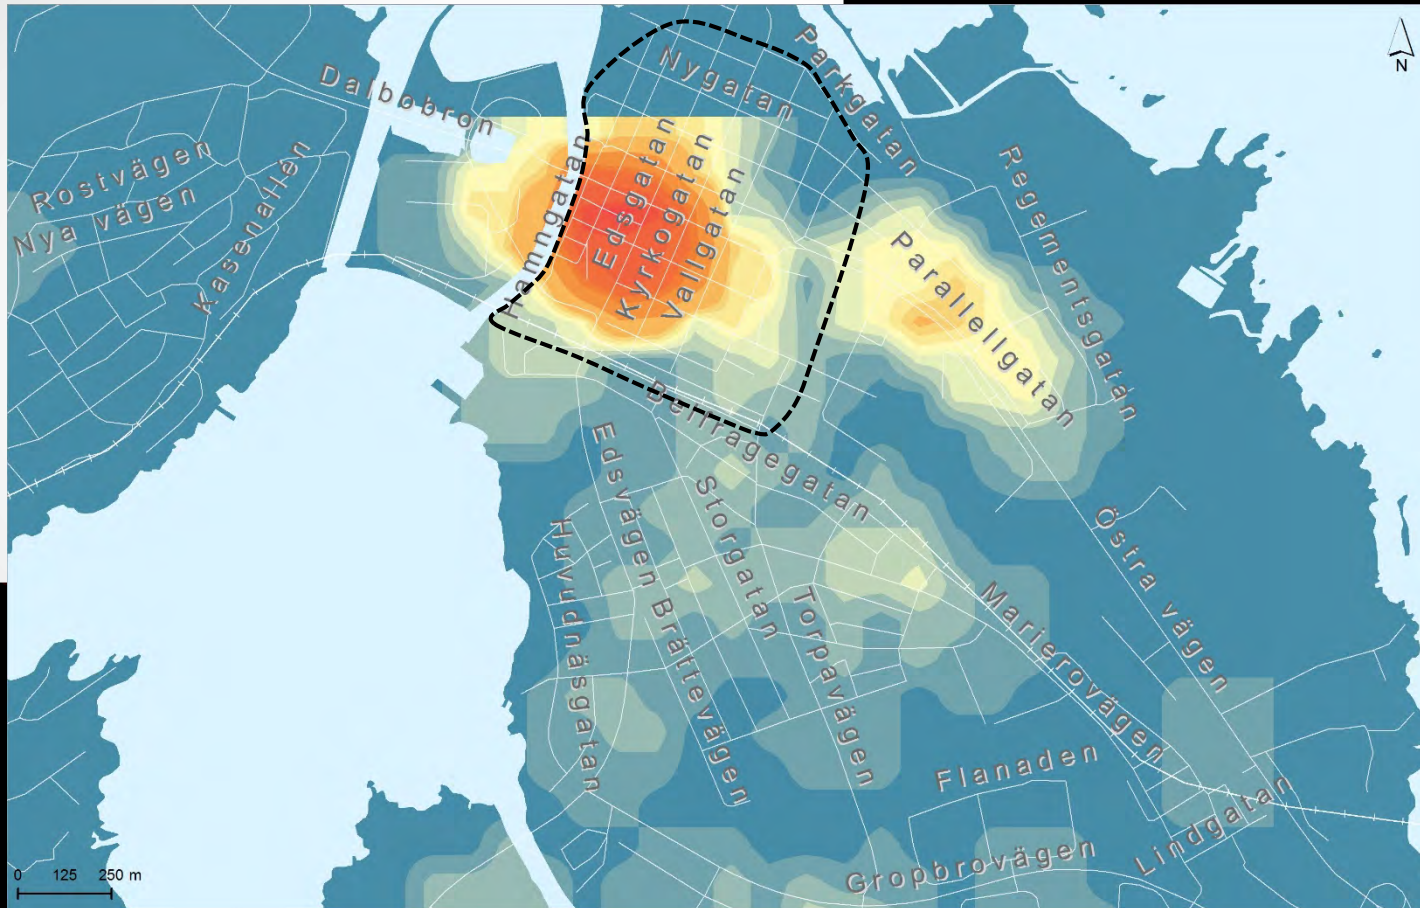 N
Parkgatan
Nygatan
Dalbobron
Rostvägen
Nya vägen
Kasenallén
Hamngatan
Edsgatan
Kyrkogatan
Vallgatan
Regementsgatan
Parallellgatan
Belfragegatan
Edsvägen
Storgatan
Huvudnäsgatan
Brättevägen
Torpavägen
Östra vägen
Marierovägen
Flanaden
Lindgatan
Gropbrovägen
0 125 250 m